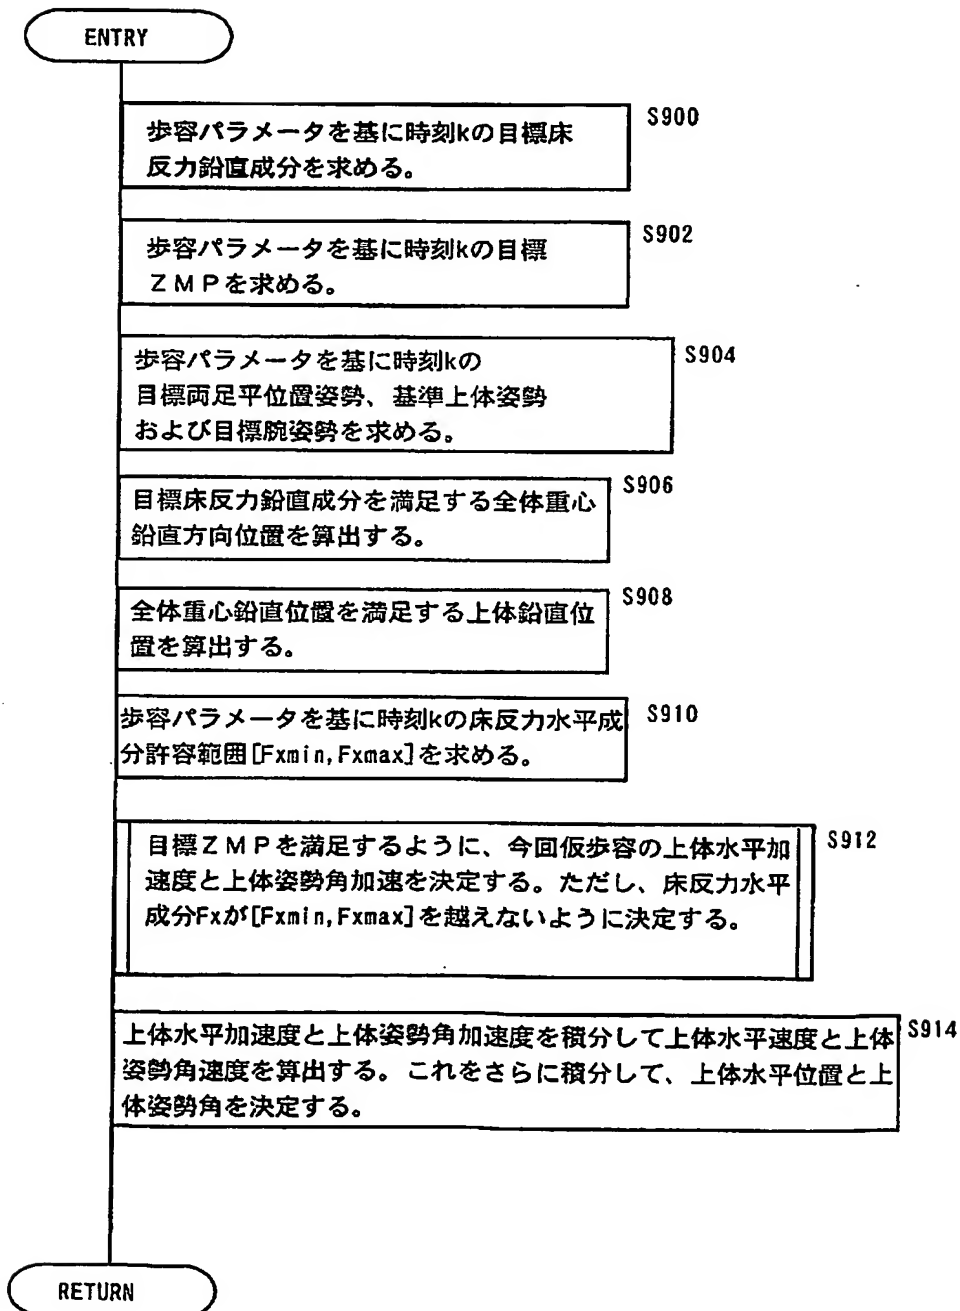 ENTRY
S900
歩容パラメータを基に時刻kの目標床
反力鉛直成分を求める。
S902
歩容パラメータを基に時刻kの目標
ZMPを求める。
S904
歩容パラメータを基に時刻kの
目標両足平位置姿勢、基準上体姿勢
および目標腕姿勢を求める。
S906
目標床反力鉛直成分を満足する全体重心
鉛直方向位置を算出する。
S908
全体重心鉛直位置を満足する上体鉛直位
置を算出する。
S910
歩容パラメータを基に時刻kの床反力水平成
分許容範囲[Fxmin,Fxmax]を求める。
S912
目標ZMPを満足するように、今回仮歩容の上体水平加
速度と上体姿勢角加速を決定する。ただし、床反力水平
成分Fxが[Fxmin,Fxmax]を越えないように決定する。
S914
上体水平加速度と上体姿勢角加速度を積分して上体水平速度と上体
姿勢角速度を算出する。これをさらに積分して、上体水平位置と上
体姿勢角を決定する。
RETURN